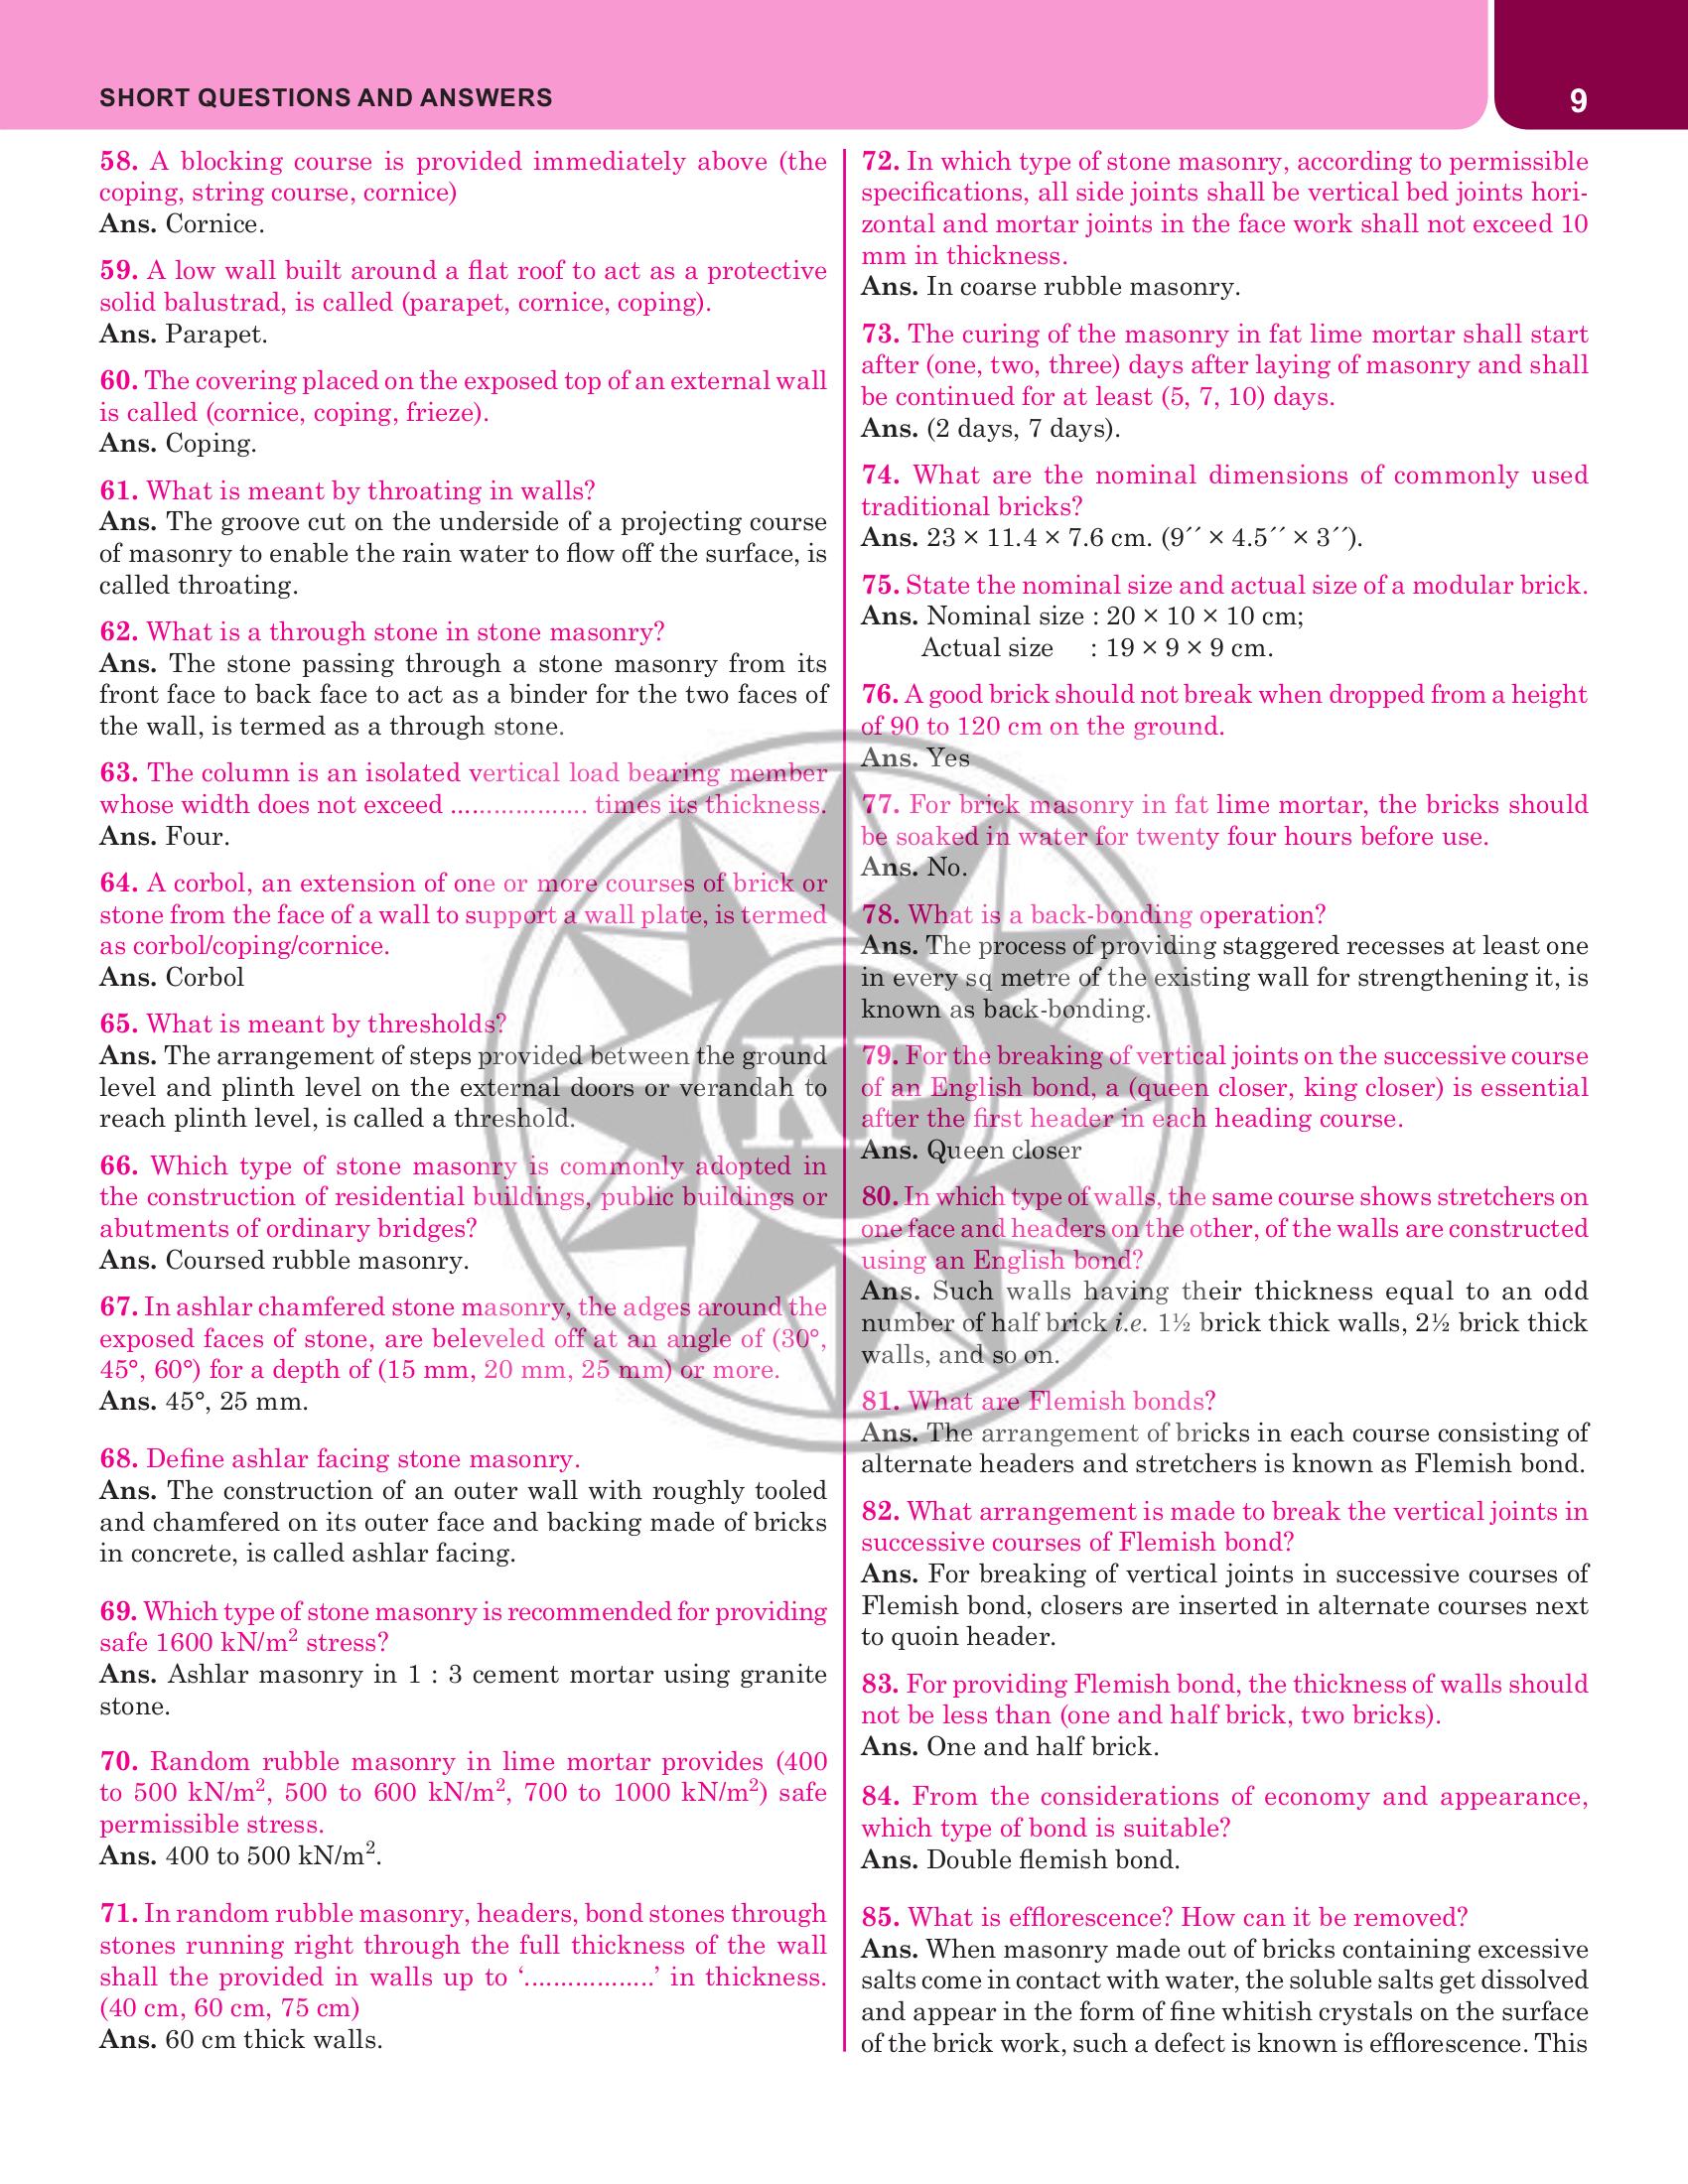 SHORT QUESTIONS AND ANSWERS
9
58. A blocking course is provided immediately above (the
coping, string course, cornice)
Ans. Cornice.
59. A low wall built around a flat roof to act as a protective
solid balustrad, is called (parapet, cornice, coping).
Ans. Parapet.
60. The covering placed on the exposed top of an external wall
is called (cornice, coping, frieze).
Ans. Coping.
61. What is meant by throating in walls?
Ans. The groove cut on the underside of a projecting course
of masonry to enable the rain water to flow off the surface, is
called throating.
62. What is a through stone in stone masonry?
Ans. The stone passing through a stone masonry from its
front face to back face to act as a binder for the two faces of
the wall, is termed as a through stone.
63. The column is an isolated vertical load bearing member
whose width does not exceed ................... times its thickness.
Ans. Four.
64. A corbol, an extension of one or more courses of brick or
stone from the face of a wall to support a wall plate, is termed
as corbol/coping/cornice.
Ans. Corbol
65. What is meant by thresholds?
Ans. The arrangement of steps provided between the ground
level and plinth level on the external doors or verandah to
reach plinth level, is called a threshold.
66. Which type of stone masonry is commonly adopted in
the construction of residential buildings, public buildings or
abutments of ordinary bridges?
Ans. Coursed rubble masonry.
67. In ashlar chamfered stone masonry, the adges around the
exposed faces of stone, are beleveled off at an angle of (30°,
45°, 60°) for a depth of (15 mm, 20 mm, 25 mm) or more.
Ans. 45°, 25 mm.
68. Define ashlar facing stone masonry.
Ans. The construction of an outer wall with roughly tooled
and chamfered on its outer face and backing made of bricks
in concrete, is called ashlar facing.
69. Which type of stone masonry is recommended for providing
safe 1600 kN/m² stress?
Ans. Ashlar masonry in 1 : 3 cement mortar using granite
stone.
70. Random rubble masonry in lime mortar provides (400
to 500 kN/m², 500 to 600 kN/m², 700 to 1000 kN/m²) safe
permissible stress.
Ans. 400 to 500 kN/m².
71. In random rubble masonry, headers, bond stones through
stones running right through the full thickness of the wall
shall the provided in walls up to ‘..................’ in thickness.
(40 cm, 60 cm, 75 cm)
Ans. 60 cm thick walls.
72. In which type of stone masonry, according to permissible
specifications, all side joints shall be vertical bed joints hori-
zontal and mortar joints in the face work shall not exceed 10
mm in thickness.
Ans. In coarse rubble masonry.
73. The curing of the masonry in fat lime mortar shall start
after (one, two, three) days after laying of masonry and shall
be continued for at least (5, 7, 10) days.
Ans. (2 days, 7 days).
74. What are the nominal dimensions of commonly used
traditional bricks?
Ans. 23 × 11.4 × 7.6 cm. (9´´ × 4.5´´ × 3´´).
75. State the nominal size and actual size of a modular brick.
Ans. Nominal size : 20 × 10 × 10 cm;
Actual size : 19 × 9 × 9 cm.
76. A good brick should not break when dropped from a height
of 90 to 120 cm on the ground.
Ans. Yes
77. For brick masonry in fat lime mortar, the bricks should
be soaked in water for twenty four hours before use.
Ans. No.
78. What is a back-bonding operation?
Ans. The process of providing staggered recesses at least one
in every sq metre of the existing wall for strengthening it, is
known as back-bonding.
79. For the breaking of vertical joints on the successive course
of an English bond, a (queen closer, king closer) is essential
after the first header in each heading course.
Ans. Queen closer
80. In which type of walls, the same course shows stretchers on
one face and headers on the other, of the walls are constructed
using an English bond?
Ans. Such walls having their thickness equal to an odd
number of half brick i.e. 1½ brick thick walls, 2½ brick thick
walls, and so on.
81. What are Flemish bonds?
Ans. The arrangement of bricks in each course consisting of
alternate headers and stretchers is known as Flemish bond.
82. What arrangement is made to break the vertical joints in
successive courses of Flemish bond?
Ans. For breaking of vertical joints in successive courses of
Flemish bond, closers are inserted in alternate courses next
to quoin header.
83. For providing Flemish bond, the thickness of walls should
not be less than (one and half brick, two bricks).
Ans. One and half brick.
84. From the considerations of economy and appearance,
which type of bond is suitable?
Ans. Double flemish bond.
85. What is efflorescence? How can it be removed?
Ans. When masonry made out of bricks containing excessive
salts come in contact with water, the soluble salts get dissolved
and appear in the form of fine whitish crystals on the surface
of the brick work, such a defect is known is efflorescence. This
KP